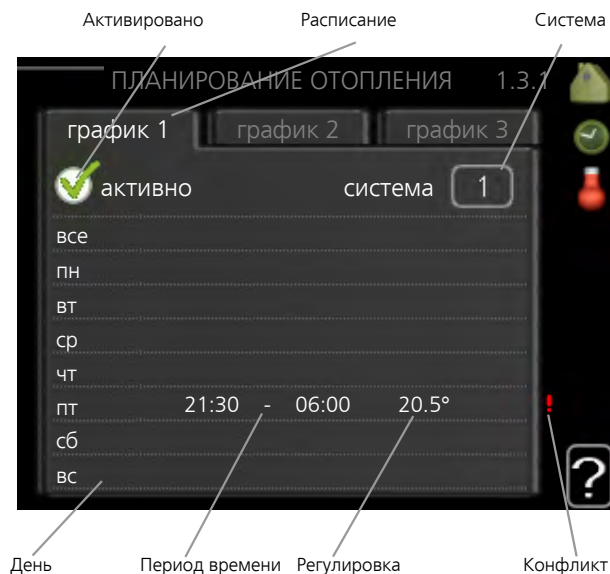 Активировано Расписание Система
ПЛАНИРОВАНИЕ ОТОПЛЕНИЯ 1.3.1
график 1 график 2 график 3
активно система 1
все
пн
вт
ср
чт
пт 21:30 - 06:00 20.5° !
сб
вс
?
День Период времени Регулировка Конфликт